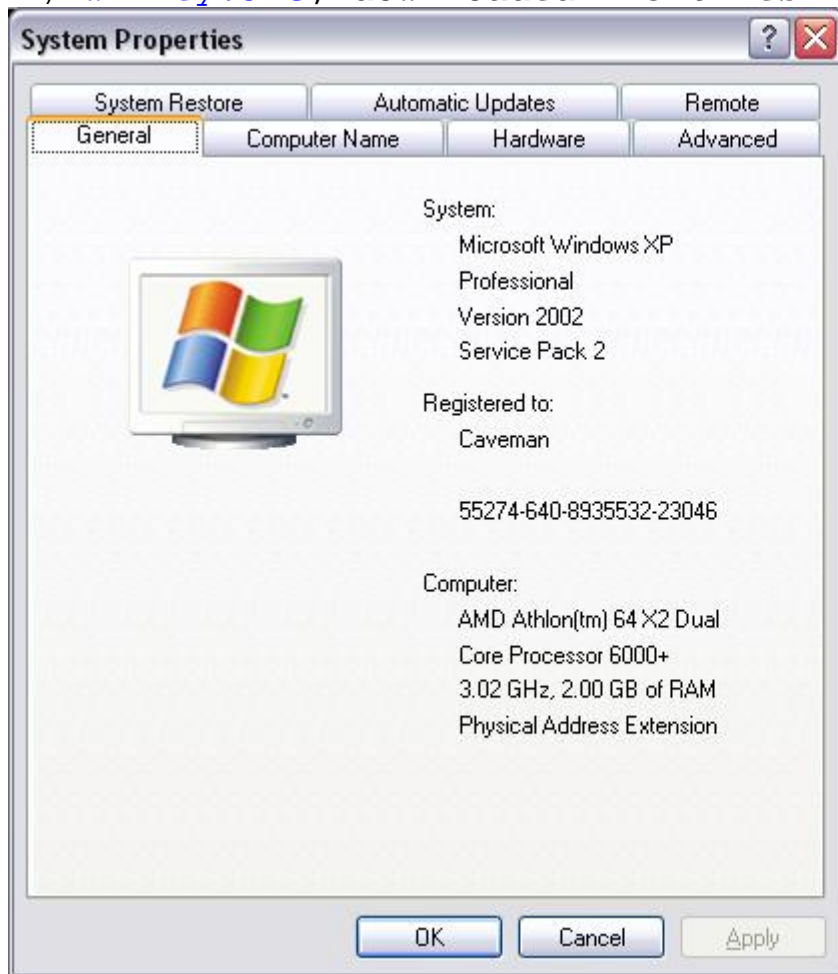 System Properties
System Restore Automatic Updates Remote
General Computer Name Hardware Advanced
System:
Microsoft Windows XP
Professional
Version 2002
Service Pack 2
Registered to:
Caveman
55274-640-8935532-23046
Computer:
AMD Athlon(tm) 64 X2 Dual
Core Processor 6000+
3.02 GHz, 2.00 GB of RAM
Physical Address Extension
OK Cancel Apply